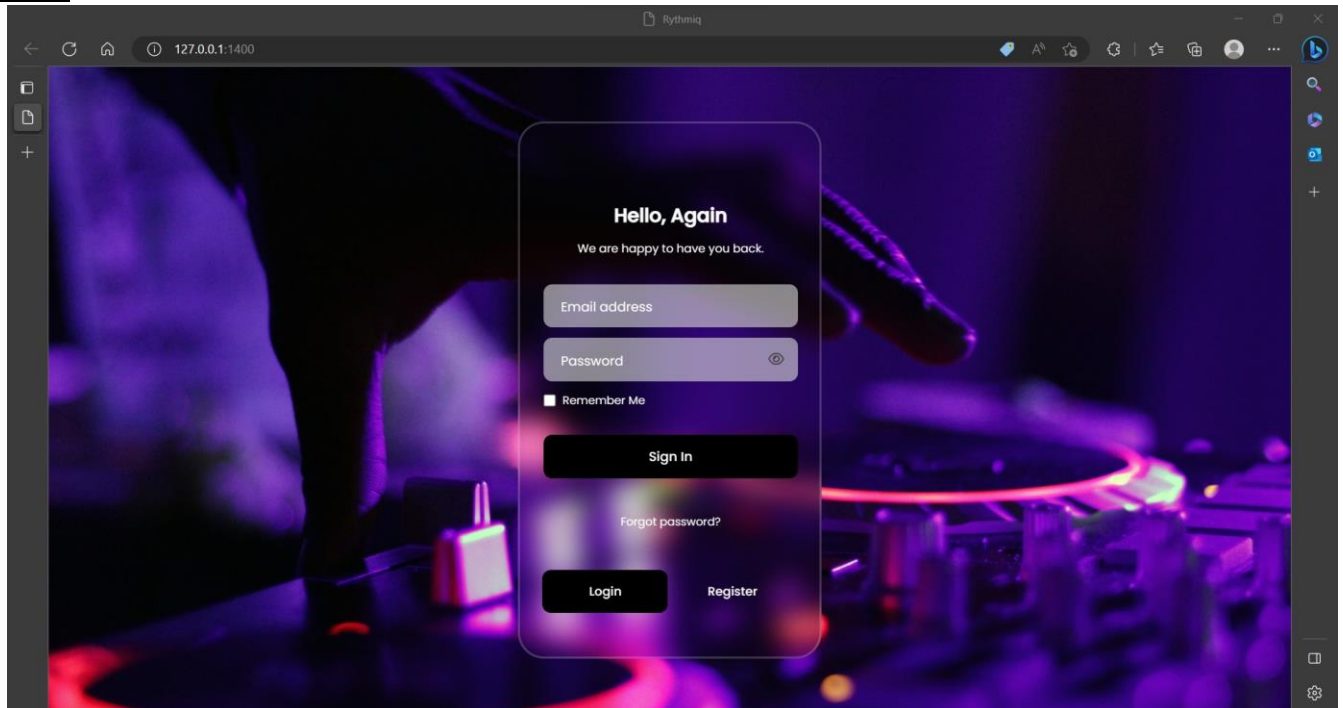 Rythmiq
127.0.0.1:1400
Hello, Again
We are happy to have you back.
Email address
Password
Remember Me
Sign In
Forgot password?
Login Register